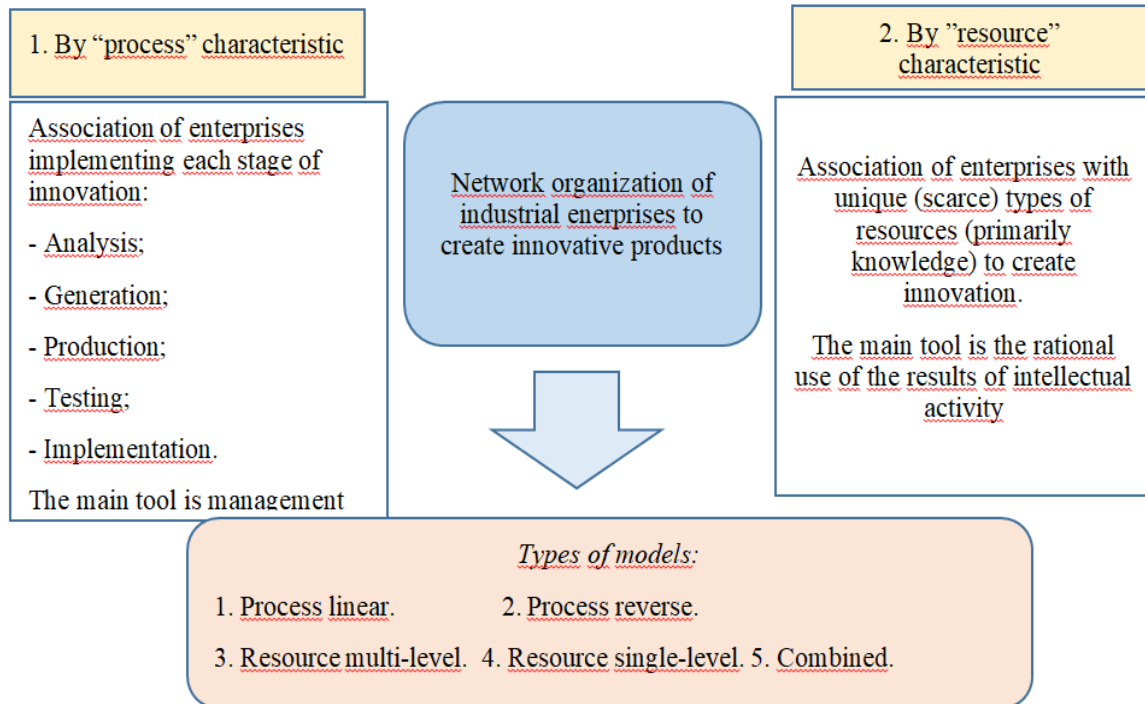 1. By “process” characteristic
Association of enterprises
implementing each stage of
innovation:
- Analysis;
- Generation;
- Production;
- Testing;
- Implementation.
The main tool is management
Network organization of
industrial enerprises to
create innovative products
2. By ”resource”
characteristic
Association of enterprises with
unique (scarce) types of
resources (primarily
knowledge) to create
innovation.
The main tool is the rational
use of the results of intellectual
activity
Types of models:
1. Process linear. 2. Process reverse.
3. Resource multi-level. 4. Resource single-level. 5. Combined.